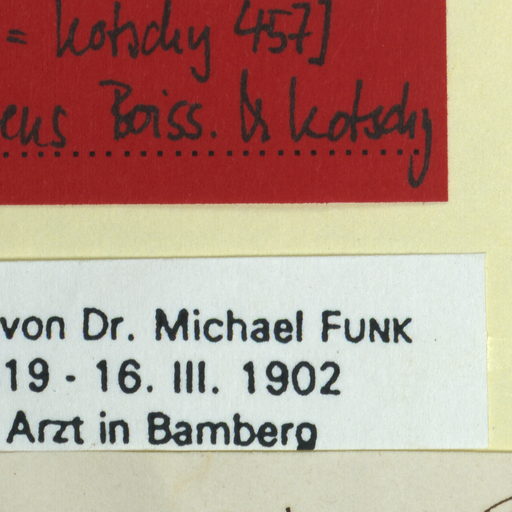 = Kotschy 457]
ens Boiss. & Kotschy
von Dr. Michael FUNK
19 - 16. III. 1902
Arzt in Bamberg